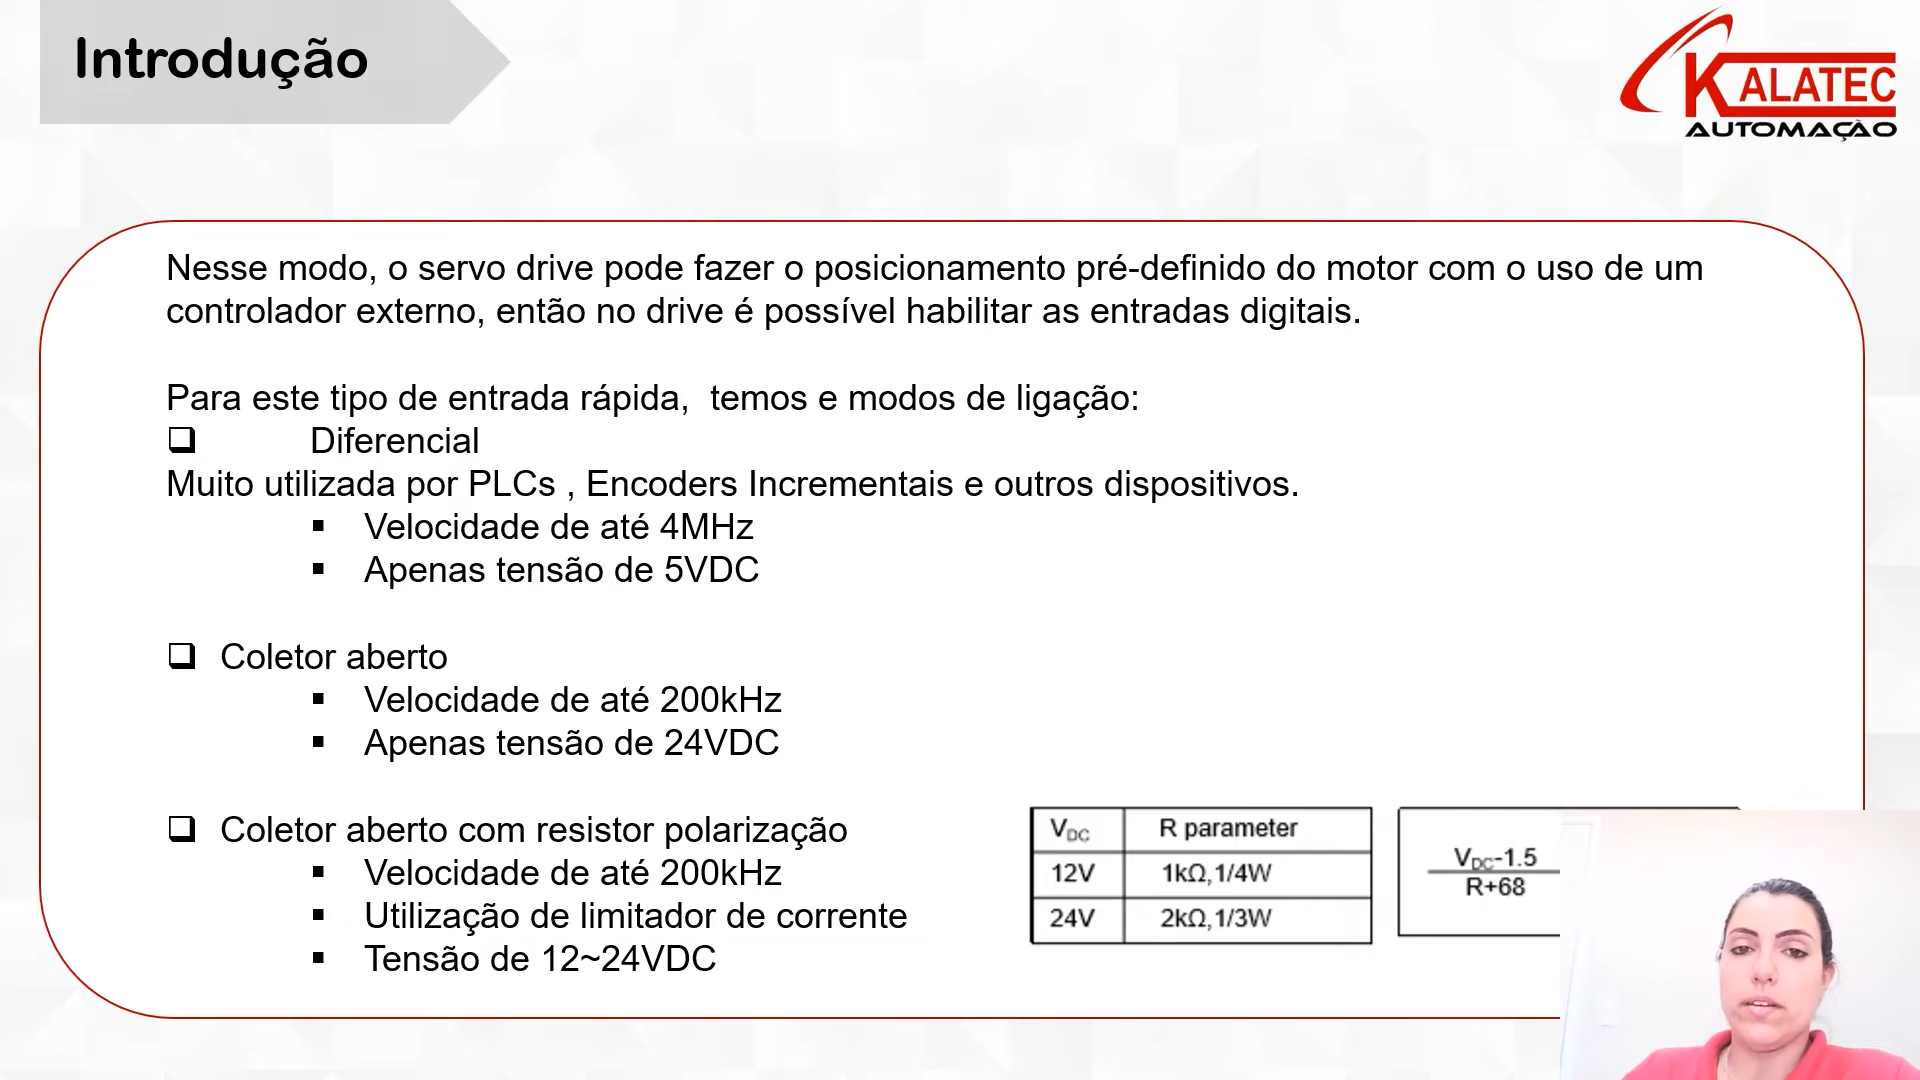 Introdução
KALATEC
AUTOMAÇÃO
Nesse modo, o servo drive pode fazer o posicionamento pré-definido do motor com o uso de um
controlador externo, então no drive é possível habilitar as entradas digitais.
Para este tipo de entrada rápida,  temos e modos de ligação:
❑ Diferencial
Muito utilizada por PLCs , Encoders Incrementais e outros dispositivos.
▪ Velocidade de até 4MHz
▪ Apenas tensão de 5VDC
❑ Coletor aberto
▪ Velocidade de até 200kHz
▪ Apenas tensão de 24VDC
❑ Coletor aberto com resistor polarização
▪ Velocidade de até 200kHz
▪ Utilização de limitador de corrente
▪ Tensão de 12~24VDC
VDC R parameter
12V 1kΩ,1/4W
24V 2kΩ,1/3W
VDC-1.5
R+68